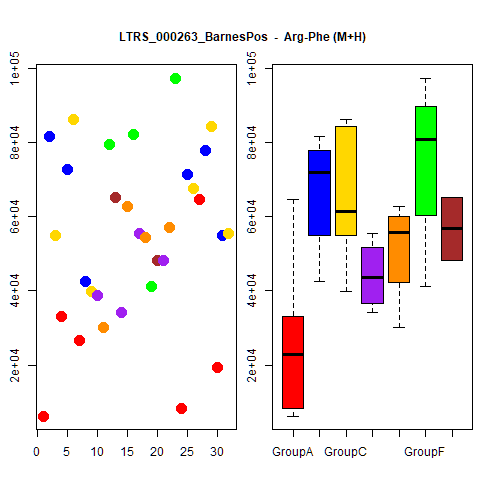 LTRS_000263_BarnesPos - Arg-Phe (M+H)
1e+05
8e+04
6e+04
4e+04
2e+04
0 5 10 15 20 25 30
1e+05
8e+04
6e+04
4e+04
2e+04
GroupA GroupC GroupF